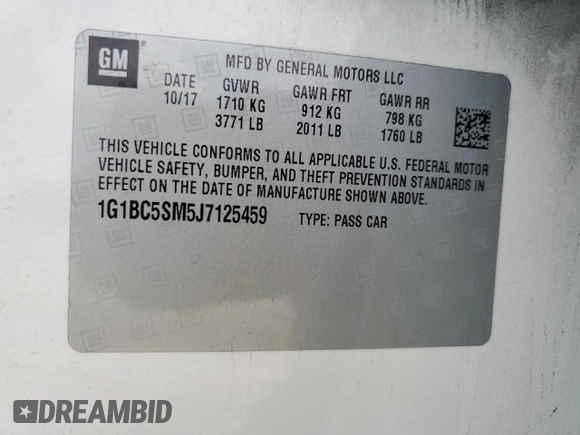 GM
MFD BY GENERAL MOTORS LLC
DATE GVWR GAWR FRT GAWR RR
10/17 1710 KG 912 KG 798 KG
3771 LB 2011 LB 1760 LB
THIS VEHICLE CONFORMS TO ALL APPLICABLE U.S. FEDERAL MOTOR
VEHICLE SAFETY, BUMPER, AND THEFT PREVENTION STANDARDS IN
EFFECT ON THE DATE OF MANUFACTURE SHOWN ABOVE.
1G1BC5SM5J7125459 TYPE: PASS CAR
DREAMBID